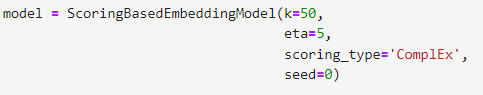 model = ScoringBasedEmbeddingModel(k=50,
eta=5,
scoring_type='ComplEx',
seed=0)